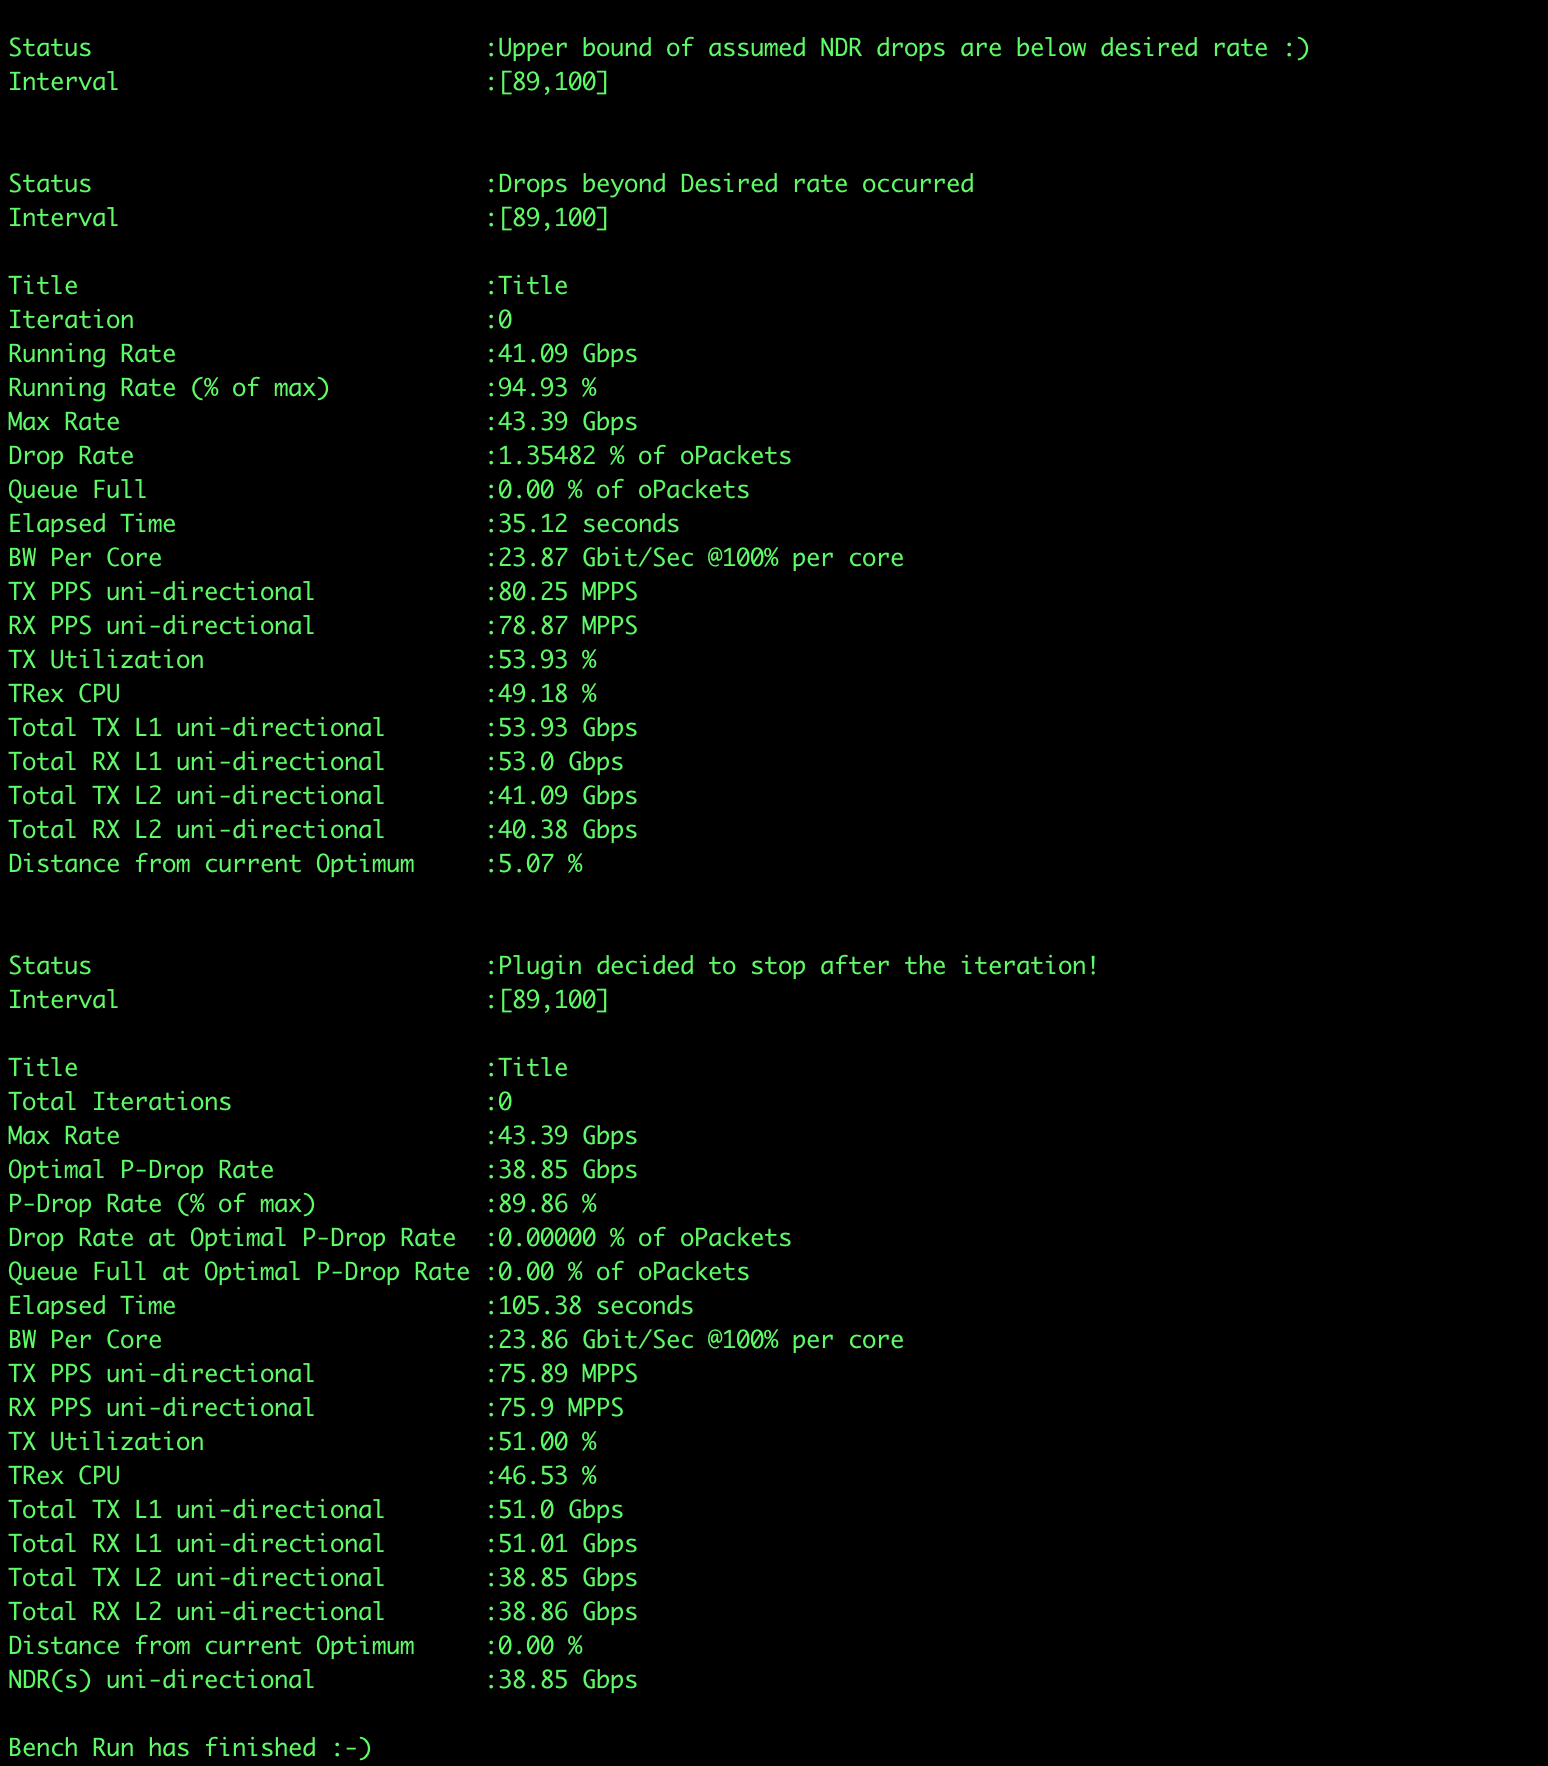 Status                            :Upper bound of assumed NDR drops are below desired rate :)
Interval                          :[89,100]
Status                            :Drops beyond Desired rate occurred
Interval                          :[89,100]
Title                             :Title
Iteration                         :0
Running Rate                      :41.09 Gbps
Running Rate (% of max)           :94.93 %
Max Rate                          :43.39 Gbps
Drop Rate                         :1.35482 % of oPackets
Queue Full                        :0.00 % of oPackets
Elapsed Time                      :35.12 seconds
BW Per Core                       :23.87 Gbit/Sec @100% per core
TX PPS uni-directional            :80.25 MPPS
RX PPS uni-directional            :78.87 MPPS
TX Utilization                    :53.93 %
TRex CPU                          :49.18 %
Total TX L1 uni-directional       :53.93 Gbps
Total RX L1 uni-directional       :53.0 Gbps
Total TX L2 uni-directional       :41.09 Gbps
Total RX L2 uni-directional       :40.38 Gbps
Distance from current Optimum     :5.07 %
Status                            :Plugin decided to stop after the iteration!
Interval                          :[89,100]
Title                             :Title
Total Iterations                  :0
Max Rate                          :43.39 Gbps
Optimal P-Drop Rate               :38.85 Gbps
P-Drop Rate (% of max)            :89.86 %
Drop Rate at Optimal P-Drop Rate  :0.00000 % of oPackets
Queue Full at Optimal P-Drop Rate :0.00 % of oPackets
Elapsed Time                      :105.38 seconds
BW Per Core                       :23.86 Gbit/Sec @100% per core
TX PPS uni-directional            :75.89 MPPS
RX PPS uni-directional            :75.9 MPPS
TX Utilization                    :51.00 %
TRex CPU                          :46.53 %
Total TX L1 uni-directional       :51.0 Gbps
Total RX L1 uni-directional       :51.01 Gbps
Total TX L2 uni-directional       :38.85 Gbps
Total RX L2 uni-directional       :38.86 Gbps
Distance from current Optimum     :0.00 %
NDR(s) uni-directional            :38.85 Gbps
Bench Run has finished :-)